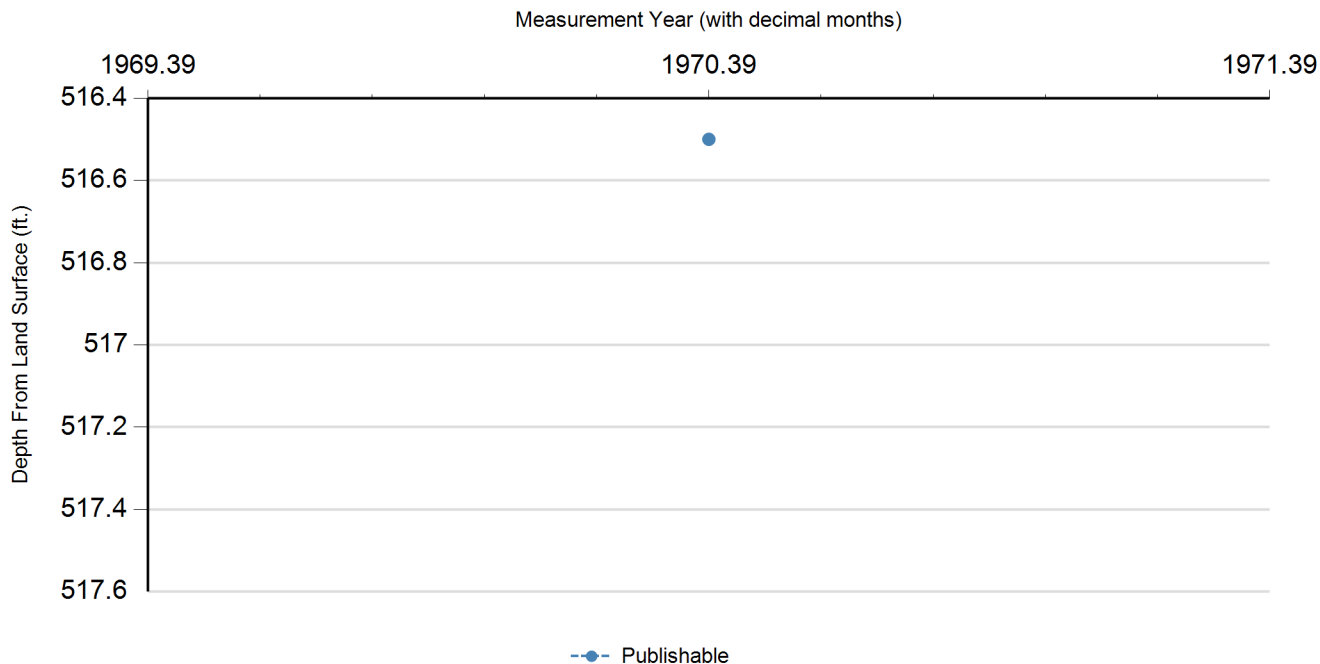 Measurement Year (with decimal months)
1969.39 1970.39 1971.39
Depth From Land Surface (ft.)
516.4
516.6
516.8
517
517.2
517.4
517.6
Publishable